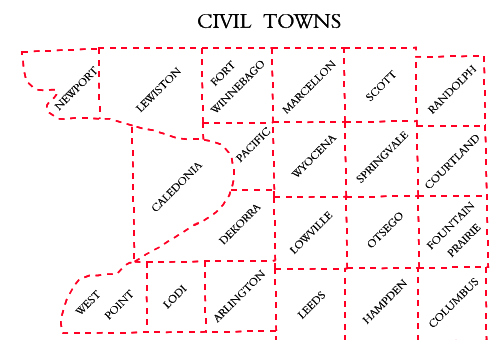 CIVIL TOWNS
NEWPORT
LEWISTON
FORT
WINNEBAGO
MARCELLON
SCOTT
RANDOLPH
CALEDONIA
PACIFIC
WYOCENA
SPRINGVALE
COURTLAND
DEKORRA
LOWVILLE
OTSEGO
FOUNTAIN
PRAIRIE
WEST
POINT
LODI
ARLINGTON
LEEDS
HAMPDEN
COLUMBUS